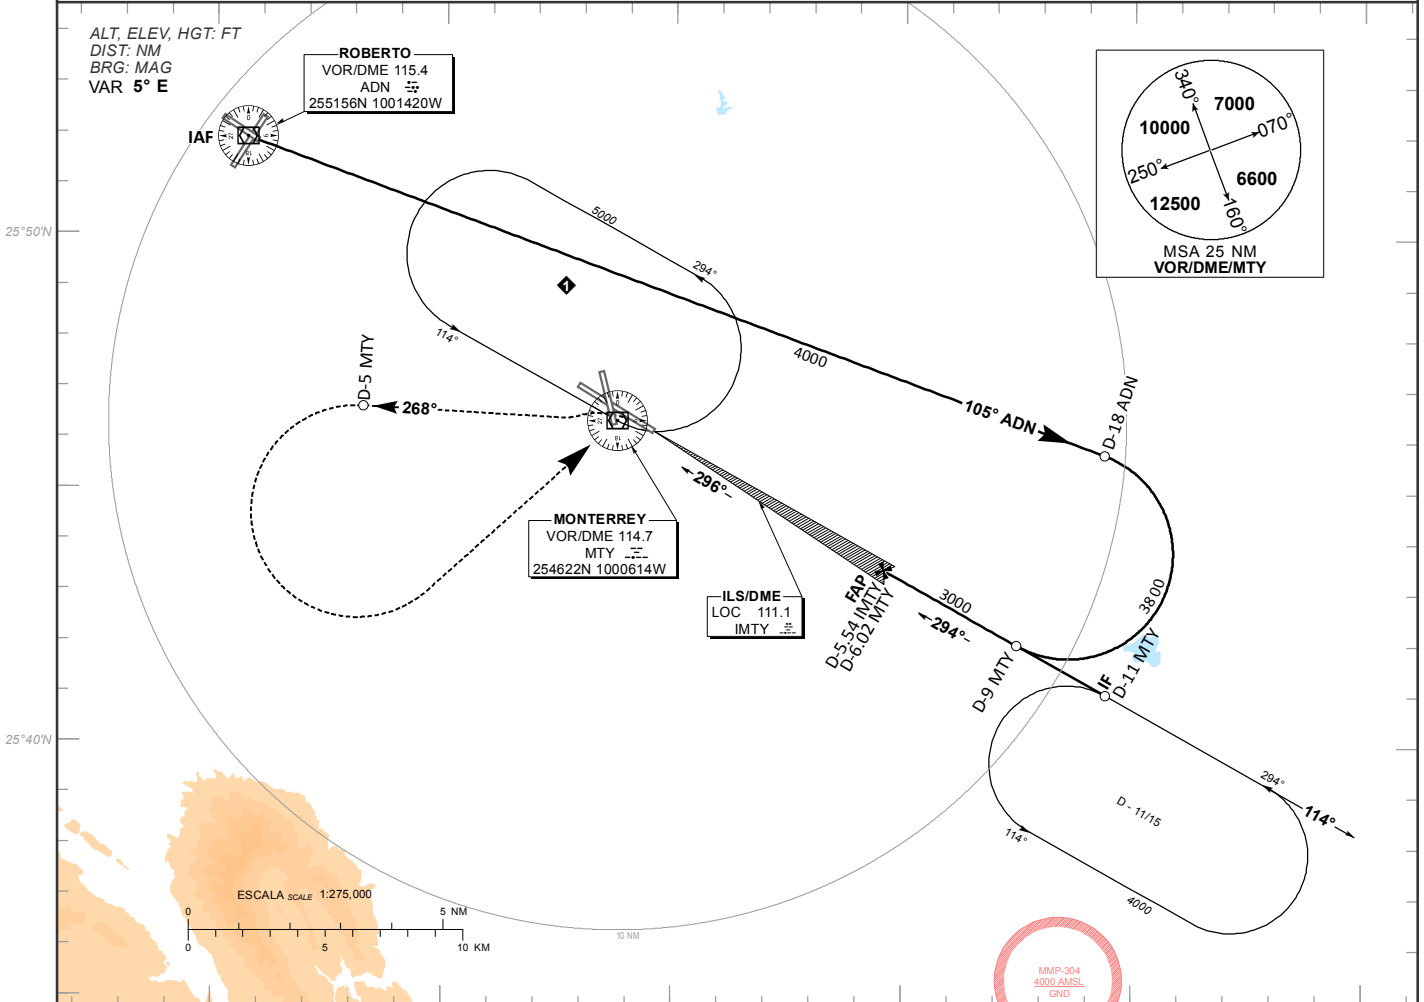 ALT, ELEV, HGT: FT
DIST: NM
BRG: MAG
VAR 5° E
ROBERTO
VOR/DME 115.4
ADN
255156N 1001420W
IAF
340°
7000
10000
070°
250°
6600
12500
160°
MSA 25 NM
VOR/DME/MTY
25°50'N
5000
294°
1
114°
4000
D-5 MTY
268°
105° ADN
D-18 ADN
296°
MONTERREY
VOR/DME 114.7
MTY
254622N 1000614W
ILS/DME
LOC 111.1
IMTY
FAP
D-5.54 IMTY
D-6.02 MTY
3000
294°
3800
D-9 MTY
IF
D-11 MTY
25°40'N
294°
114°
D - 11/15
114°
4000
ESCALA SCALE 1:275,000
0 5 NM
0 5 10 KM
10 NM
MMP-304
4000 AMSL
GND